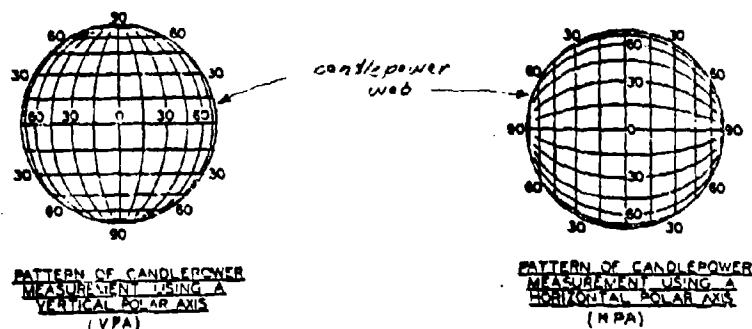 90
60 60
30 30
60 30 0 30 60
30 30
60 60
90
candlepower
web
30 30
60
60 60
30
90 0 90
30
60 60
60
30 30
PATTERN OF CANDLEPOWER
MEASUREMENT USING A
VERTICAL POLAR AXIS
(VPA)
PATTERN OF CANDLEPOWER
MEASUREMENT USING A
HORIZONTAL POLAR AXIS
(HPA)